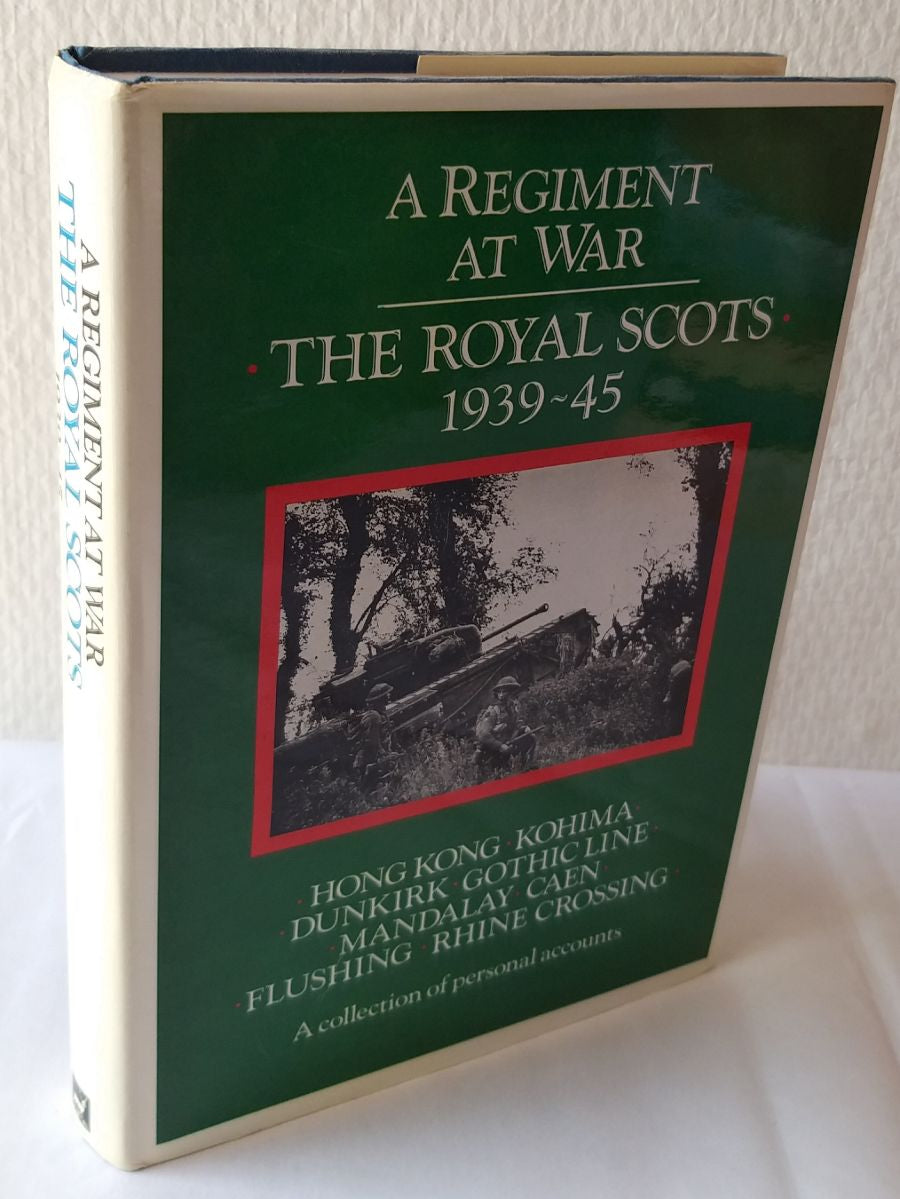 A REGIMENT AT WAR
THE ROYAL SCOTS
A REGIMENT
AT WAR
· THE ROYAL SCOTS ·
1939~45
· HONG KONG · KOHIMA ·
· DUNKIRK · GOTHIC LINE ·
· MANDALAY · CAEN ·
· FLUSHING · RHINE CROSSING ·
A collection of personal accounts